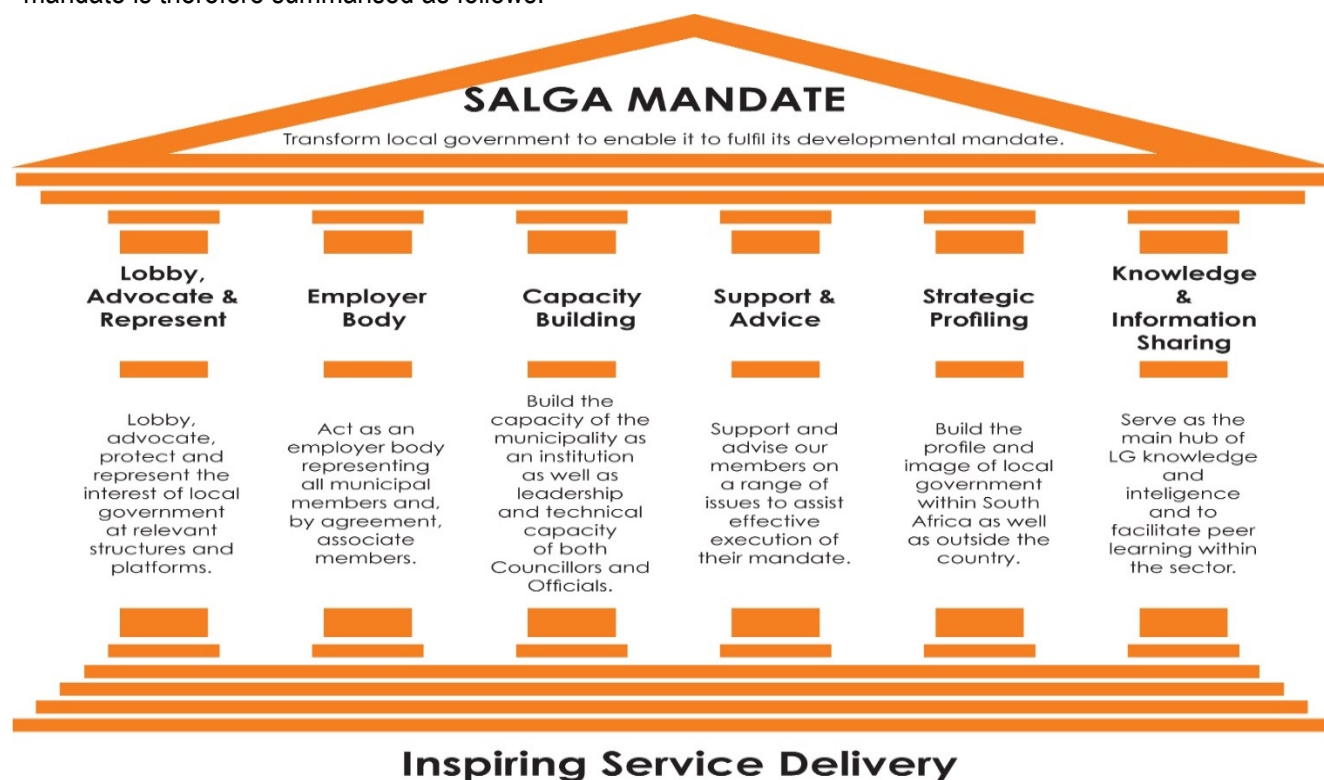 mandate is therefore summarised as follows:
SALGA MANDATE
Transform local government to enable it to fulfil its developmental mandate.
Lobby,
Advocate &
Represent
Lobby,
advocate,
protect and
represent the
interest of local
government
at relevant
structures and
platforms.
Employer
Body
Act as an
employer body
representing
all municipal
members and,
by agreement,
associate
members.
Capacity
Building
Build the
capacity of the
municipality as
an institution
as well as
leadership
and technical
capacity
of both
Councillors and
Officials.
Support &
Advice
Support and
advise our
members on
a range of
issues to assist
effective
execution of
their mandate.
Strategic
Profiling
Build the
profile and
image of local
government
within South
Africa as well
as outside the
country.
Knowledge
&
Information
Sharing
Serve as the
main hub of
LG knowledge
and
inteligence
and to
facilitate peer
learning within
the sector.
Inspiring Service Delivery